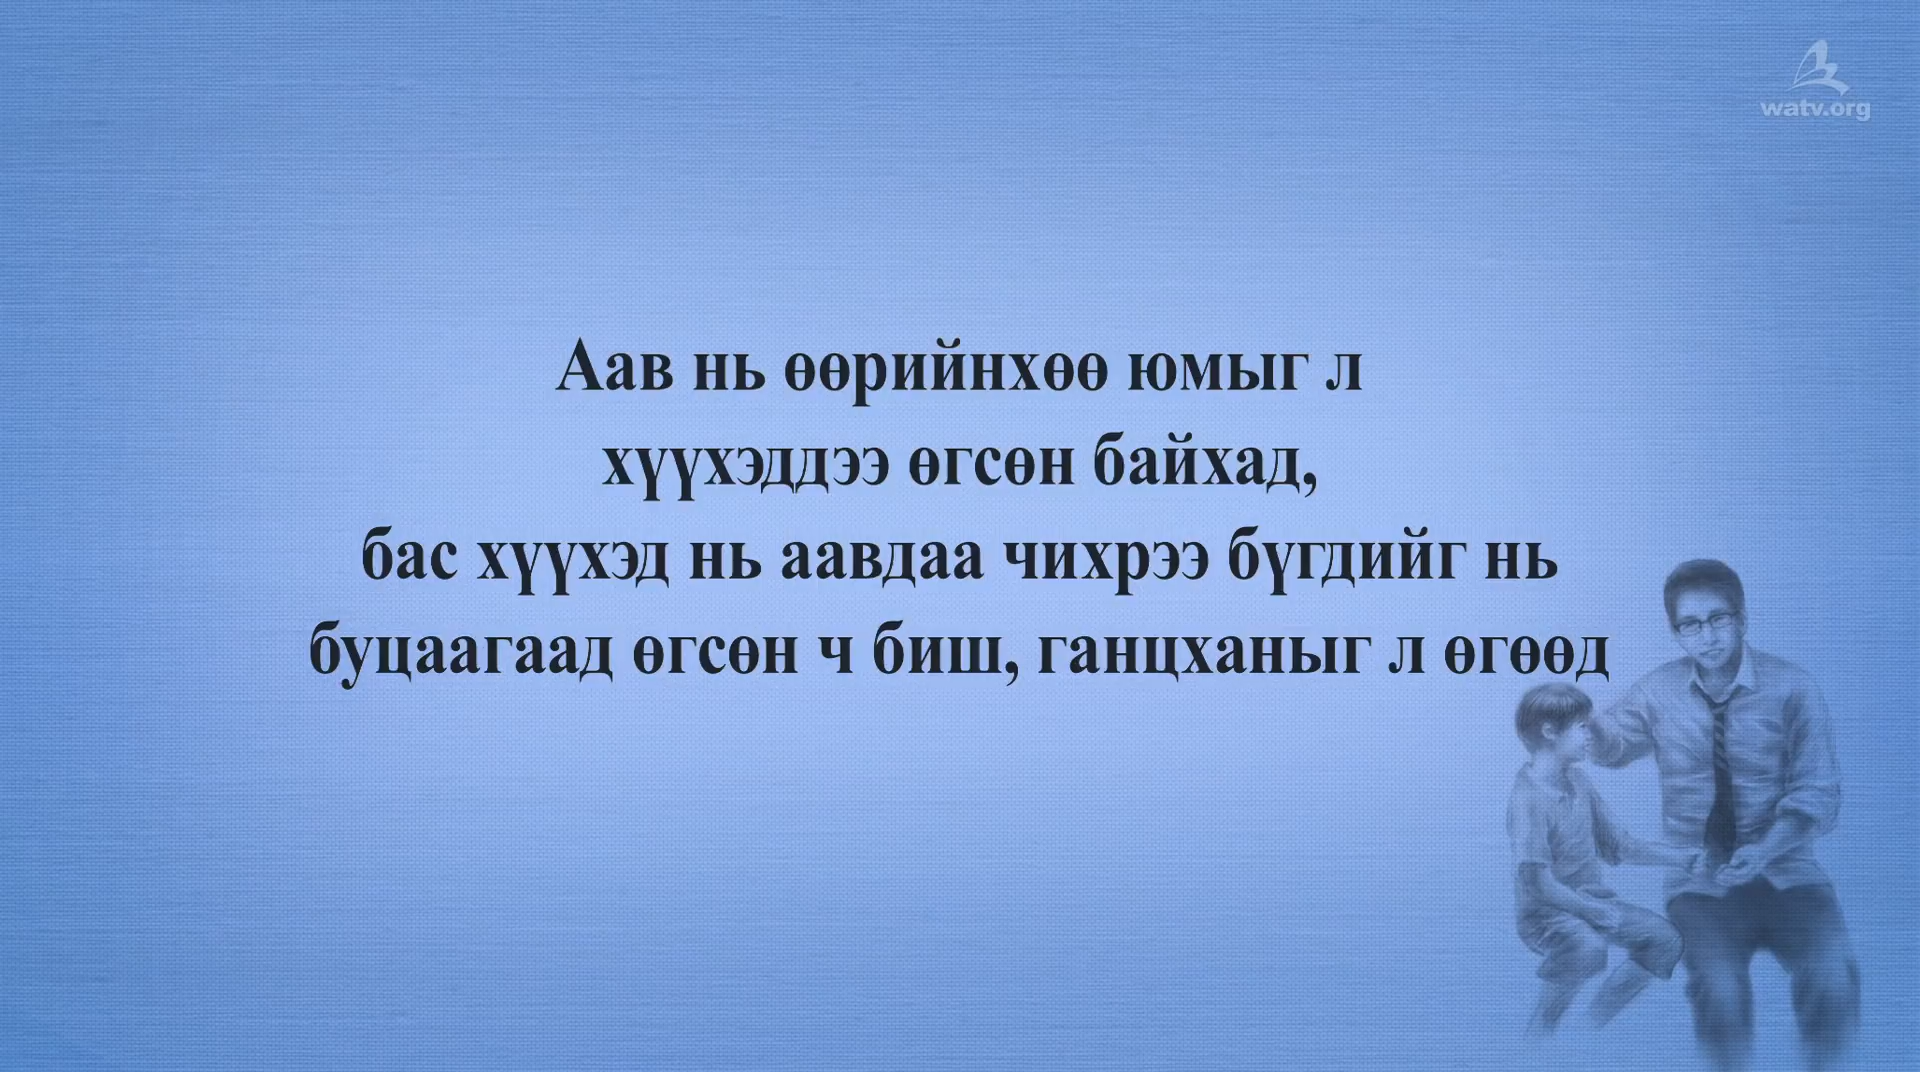 watv.org
Аав нь өөрийнхөө юмыг л
хүүхэддээ өгсөн байхад,
бас хүүхэд нь аавдаа чихрээ бүгдийг нь
буцаагаад өгсөн ч биш, ганцханыг л өгөөд